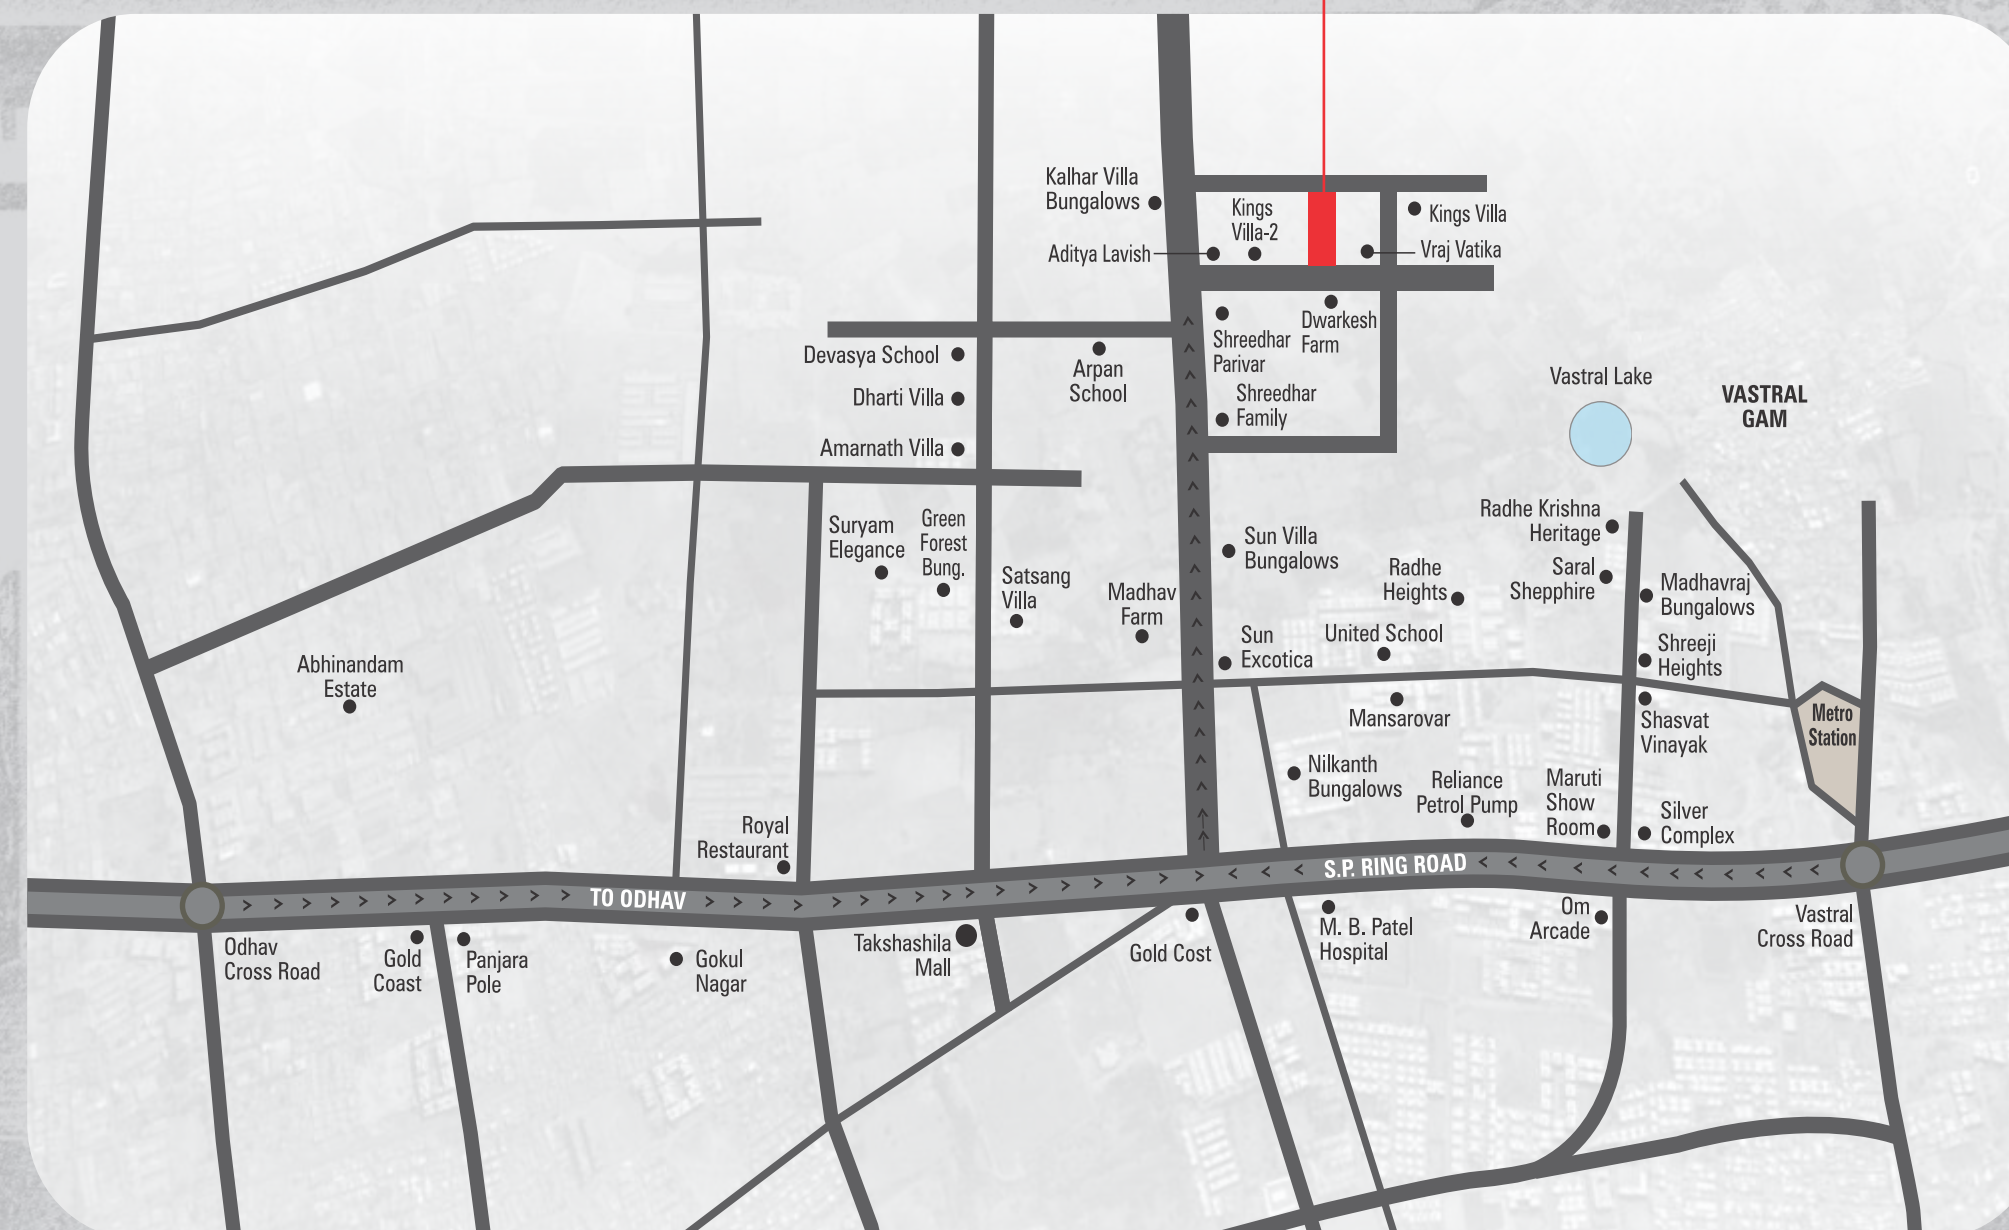 Kalhar Villa
Bungalows
Kings
Villa-2
Kings Villa
Aditya Lavish
Vraj Vatika
Dwarkesh
Farm
Shreedhar
Parivar
Shreedhar
Family
Devasya School
Dharti Villa
Amarnath Villa
Arpan
School
Vastral Lake
VASTRAL
GAM
Suryam
Elegance
Green
Forest
Bung.
Satsang
Villa
Madhav
Farm
Sun Villa
Bungalows
Radhe
Heights
Radhe Krishna
Heritage
Saral
Shepphire
Madhavraj
Bungalows
Sun
Excotica
United School
Shreeji
Heights
Abhinandam
Estate
Mansarovar
Shasvat
Vinayak
Metro
Station
Nilkanth
Bungalows
Reliance
Petrol Pump
Maruti
Show
Room
Silver
Complex
Royal
Restaurant
S.P. RING ROAD
TO ODHAV
Odhav
Cross Road
Gold
Coast
Panjara
Pole
Gokul
Nagar
Takshashila
Mall
Gold Cost
M. B. Patel
Hospital
Om
Arcade
Vastral
Cross Road